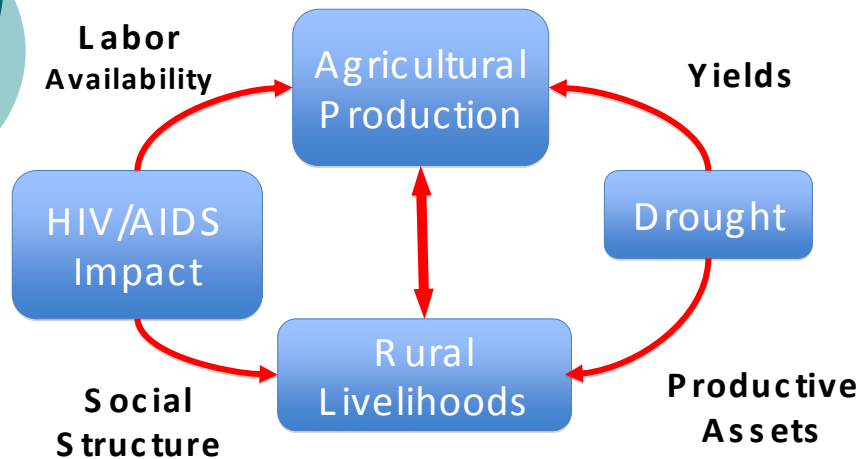 Labor
Availability
Agricultural
Production
Yields
HIV/AIDS
Impact
Drought
Rural
Livelihoods
Social
Structure
Productive
Assets